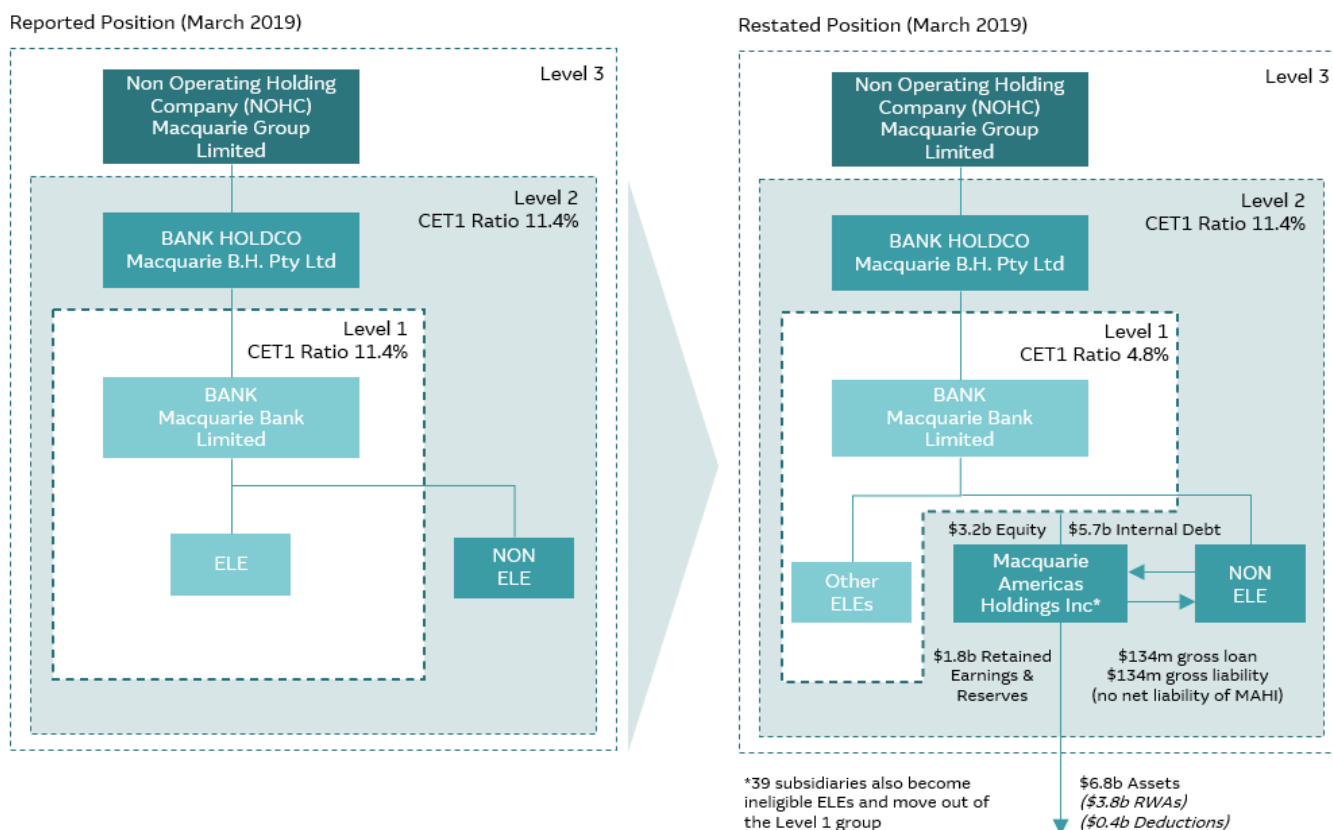 Reported Position (March 2019)
Level 3
Non Operating Holding
Company (NOHC)
Macquarie Group
Limited
Level 2
CET1 Ratio 11.4%
BANK HOLDCO
Macquarie B.H. Pty Ltd
Level 1
CET1 Ratio 11.4%
BANK
Macquarie Bank
Limited
ELE
NON
ELE
Restated Position (March 2019)
Level 3
Non Operating Holding
Company (NOHC)
Macquarie Group
Limited
Level 2
CET1 Ratio 11.4%
BANK HOLDCO
Macquarie B.H. Pty Ltd
Level 1
CET1 Ratio 4.8%
BANK
Macquarie Bank
Limited
$3.2b Equity
$5.7b Internal Debt
Other
ELEs
Macquarie
Americas
Holdings Inc*
NON
ELE
$1.8b Retained
Earnings &
Reserves
$134m gross loan
$134m gross liability
(no net liability of MAHI)
*39 subsidiaries also become
ineligible ELEs and move out of
the Level 1 group
$6.8b Assets
($3.8b RWAs)
($0.4b Deductions)